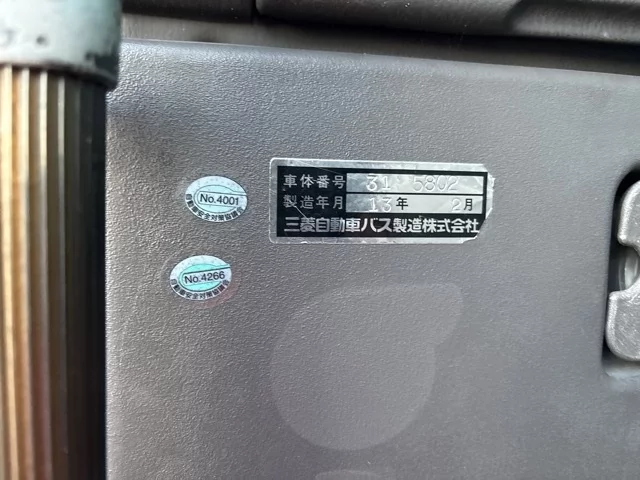 車体番号 31 5802
製造年月 13年 2月
三菱自動車バス製造株式会社
No.4001
No.4266